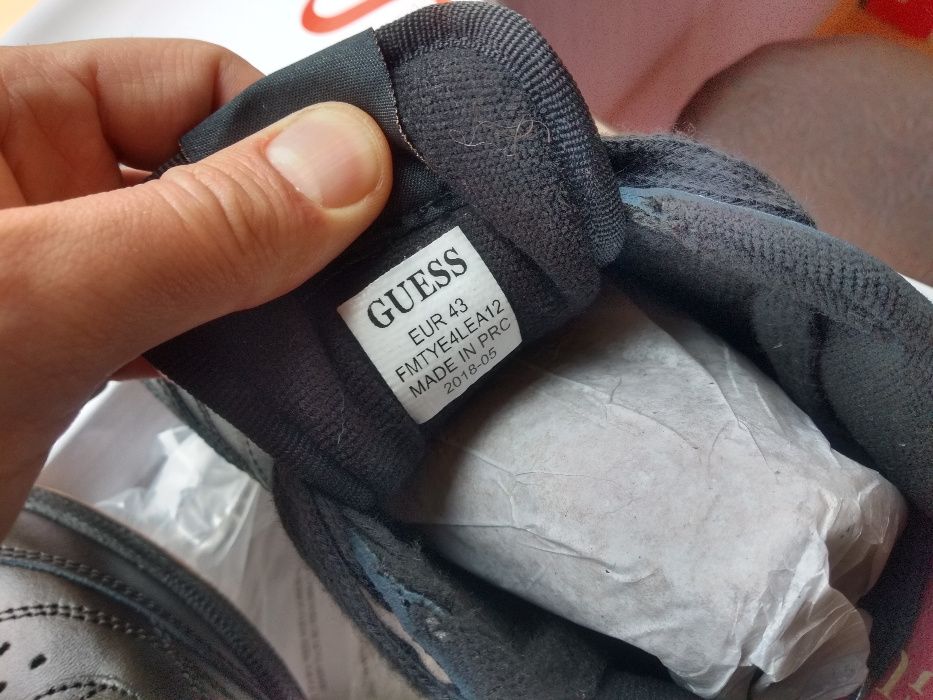 GUESS
EUR 43
FMTYE4LEA12
MADE IN PRC
2018-05